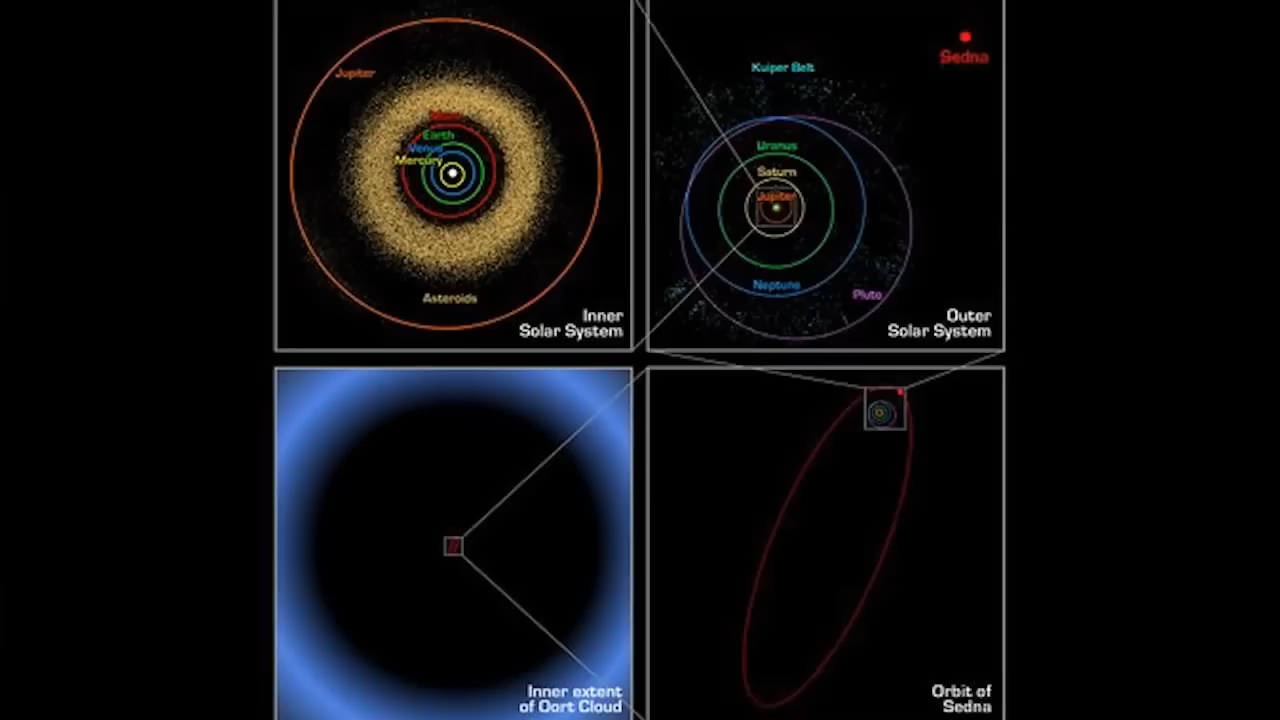 Jupiter
Mars
Earth
Venus
Mercury
Asteroids
Inner
Solar System
Sedna
Kuiper Belt
Uranus
Saturn
Jupiter
Neptune
Pluto
Outer
Solar System
Inner extent
of Oort Cloud
Orbit of
Sedna